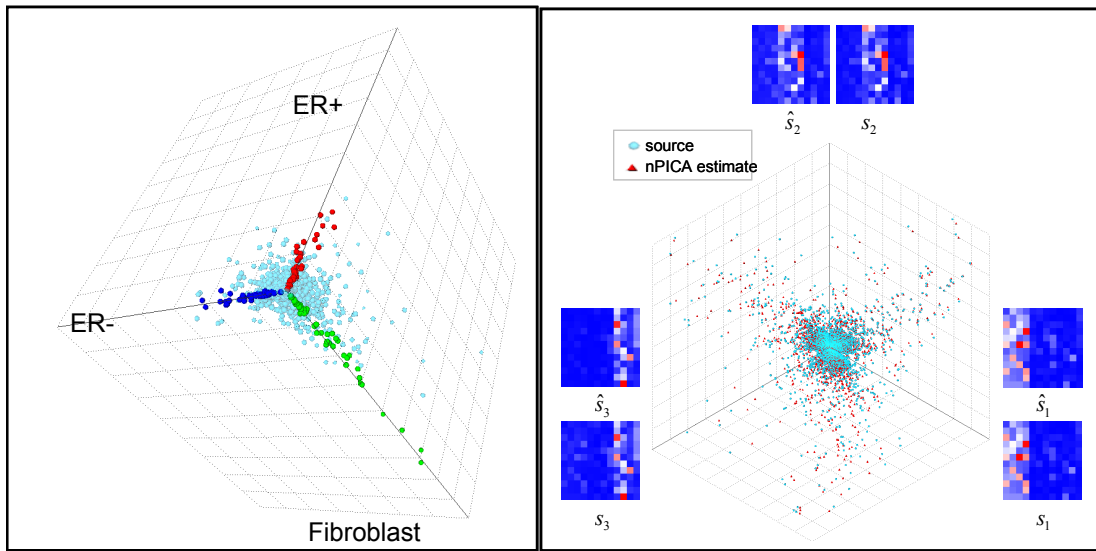 ER+
ER-
Fibroblast
ŝ₂
s₂
source
nPICA estimate
ŝ₃
ŝ₁
s₃
s₁